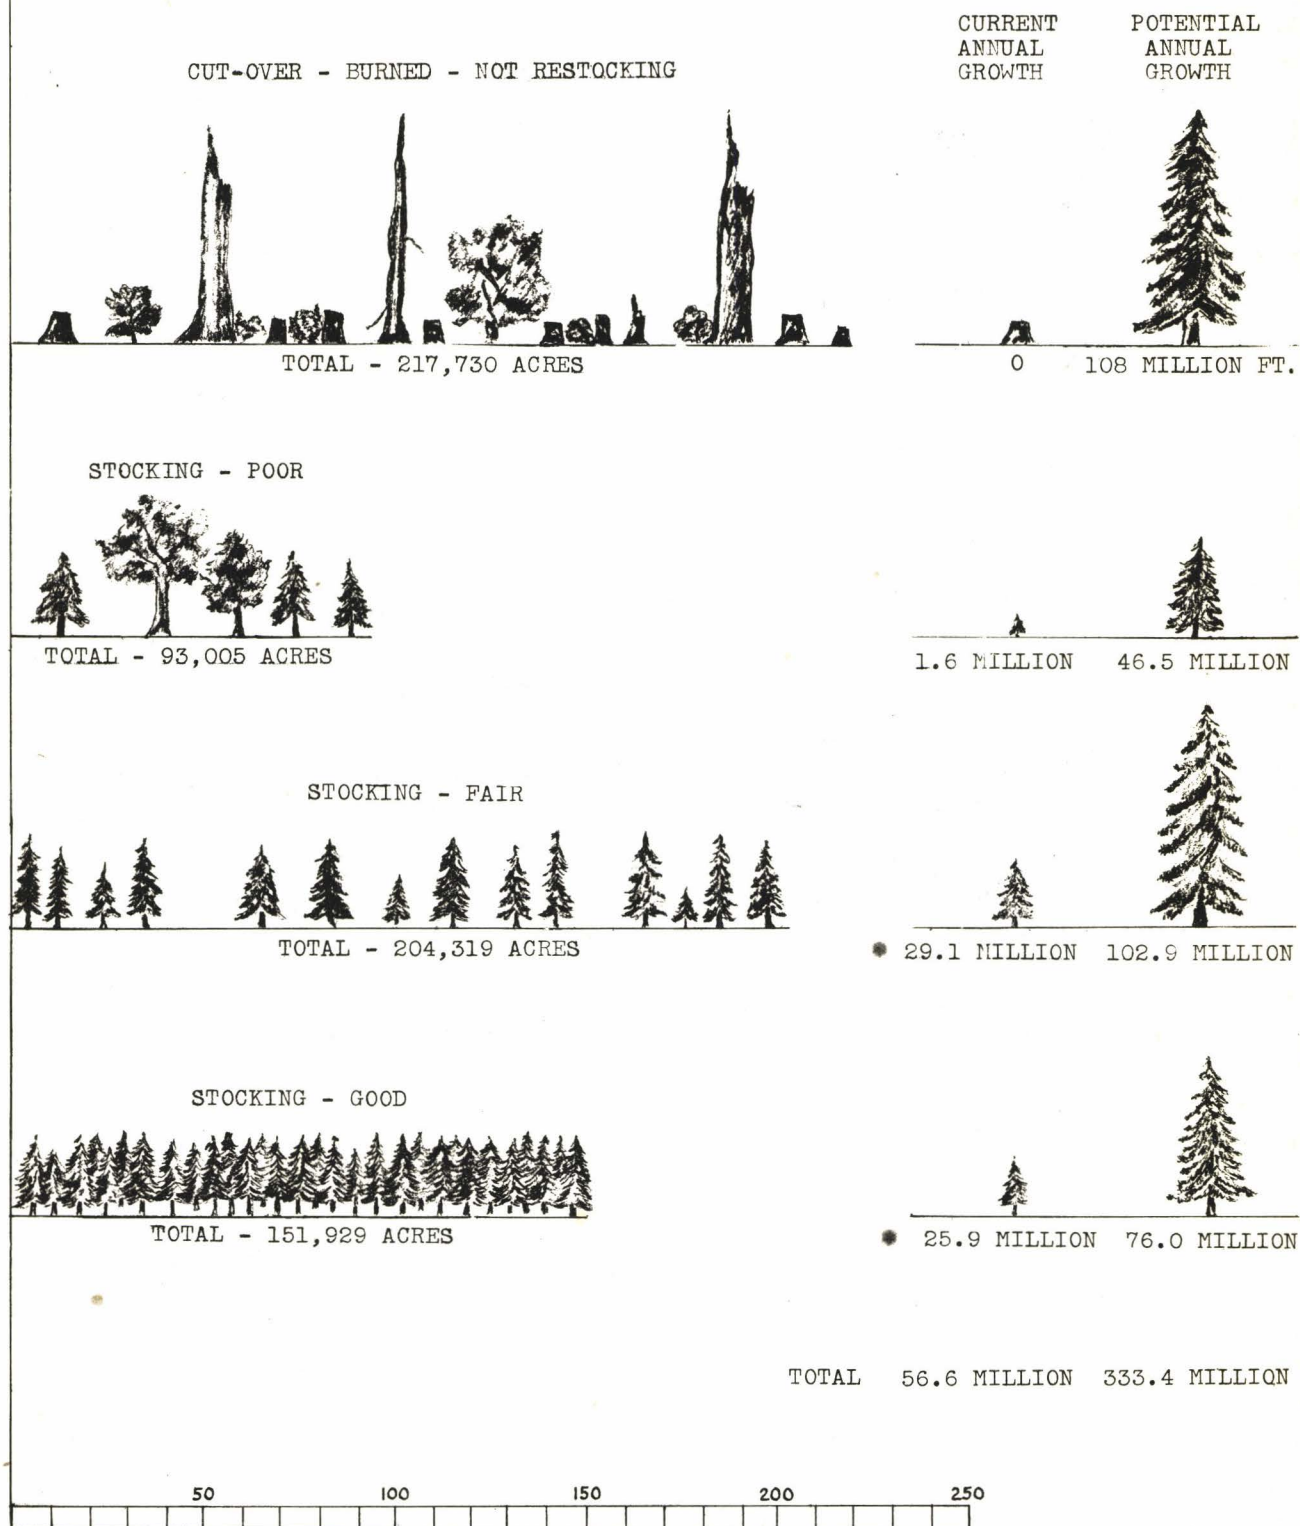 CURRENT ANNUAL GROWTH
POTENTIAL ANNUAL GROWTH
CUT-OVER - BURNED - NOT RESTOCKING
TOTAL - 217,730 ACRES
0 108 MILLION FT.
STOCKING - POOR
TOTAL - 93,005 ACRES
1.6 MILLION 46.5 MILLION
STOCKING - FAIR
TOTAL - 204,319 ACRES
* 29.1 MILLION 102.9 MILLION
STOCKING - GOOD
TOTAL - 151,929 ACRES
* 25.9 MILLION 76.0 MILLION
TOTAL 56.6 MILLION 333.4 MILLION
50 100 150 200 250